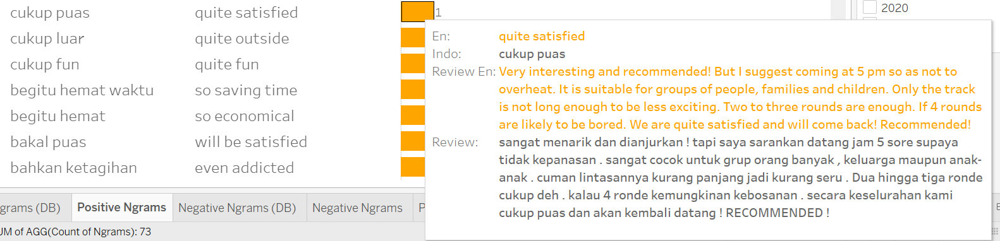 cukup puas quite satisfied 1 2020
cukup luar quite outside
cukup fun quite fun
begitu hemat waktu so saving time
begitu hemat so economical
bakal puas will be satisfied
bahkan ketagihan even addicted
En: quite satisfied
Indo: cukup puas
Review En: Very interesting and recommended! But I suggest coming at 5 pm so as not to
overheat. It is suitable for groups of people, families and children. Only the track
is not long enough to be less exciting. Two to three rounds are enough. If 4 rounds
are likely to be bored. We are quite satisfied and will come back! Recommended!
Review: sangat menarik dan dianjurkan ! tapi saya sarankan datang jam 5 sore supaya
tidak kepanasan . sangat cocok untuk grup orang banyak , keluarga maupun anak-
anak . cuman lintasannya kurang panjang jadi kurang seru . Dua hingga tiga ronde
cukup deh . kalau 4 ronde kemungkinan kebosanan . secara keselurahan kami
cukup puas dan akan kembali datang ! RECOMMENDED !
grams (DB) Positive Ngrams Negative Ngrams (DB) Negative Ngrams P
UM of AGG(Count of Ngrams): 73